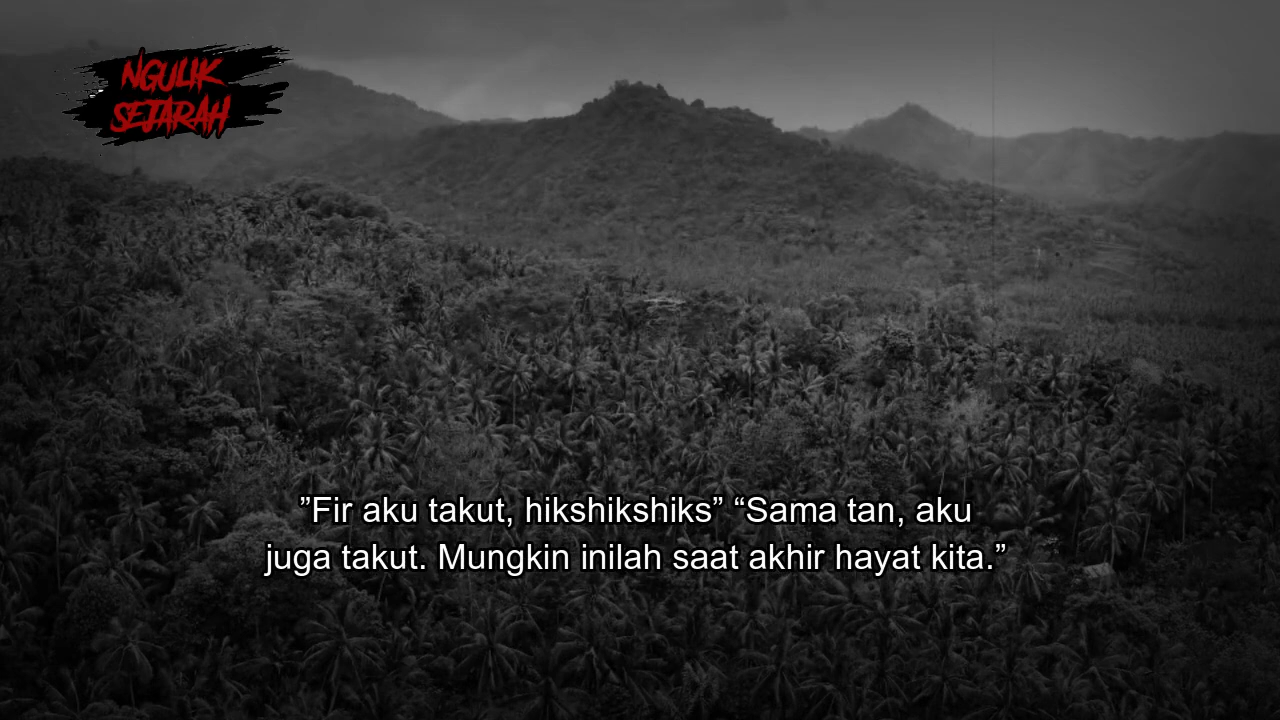 NGULIK
SEJARAH
”Fir aku takut, hikshikshiks” “Sama tan, aku
juga takut. Mungkin inilah saat akhir hayat kita.”